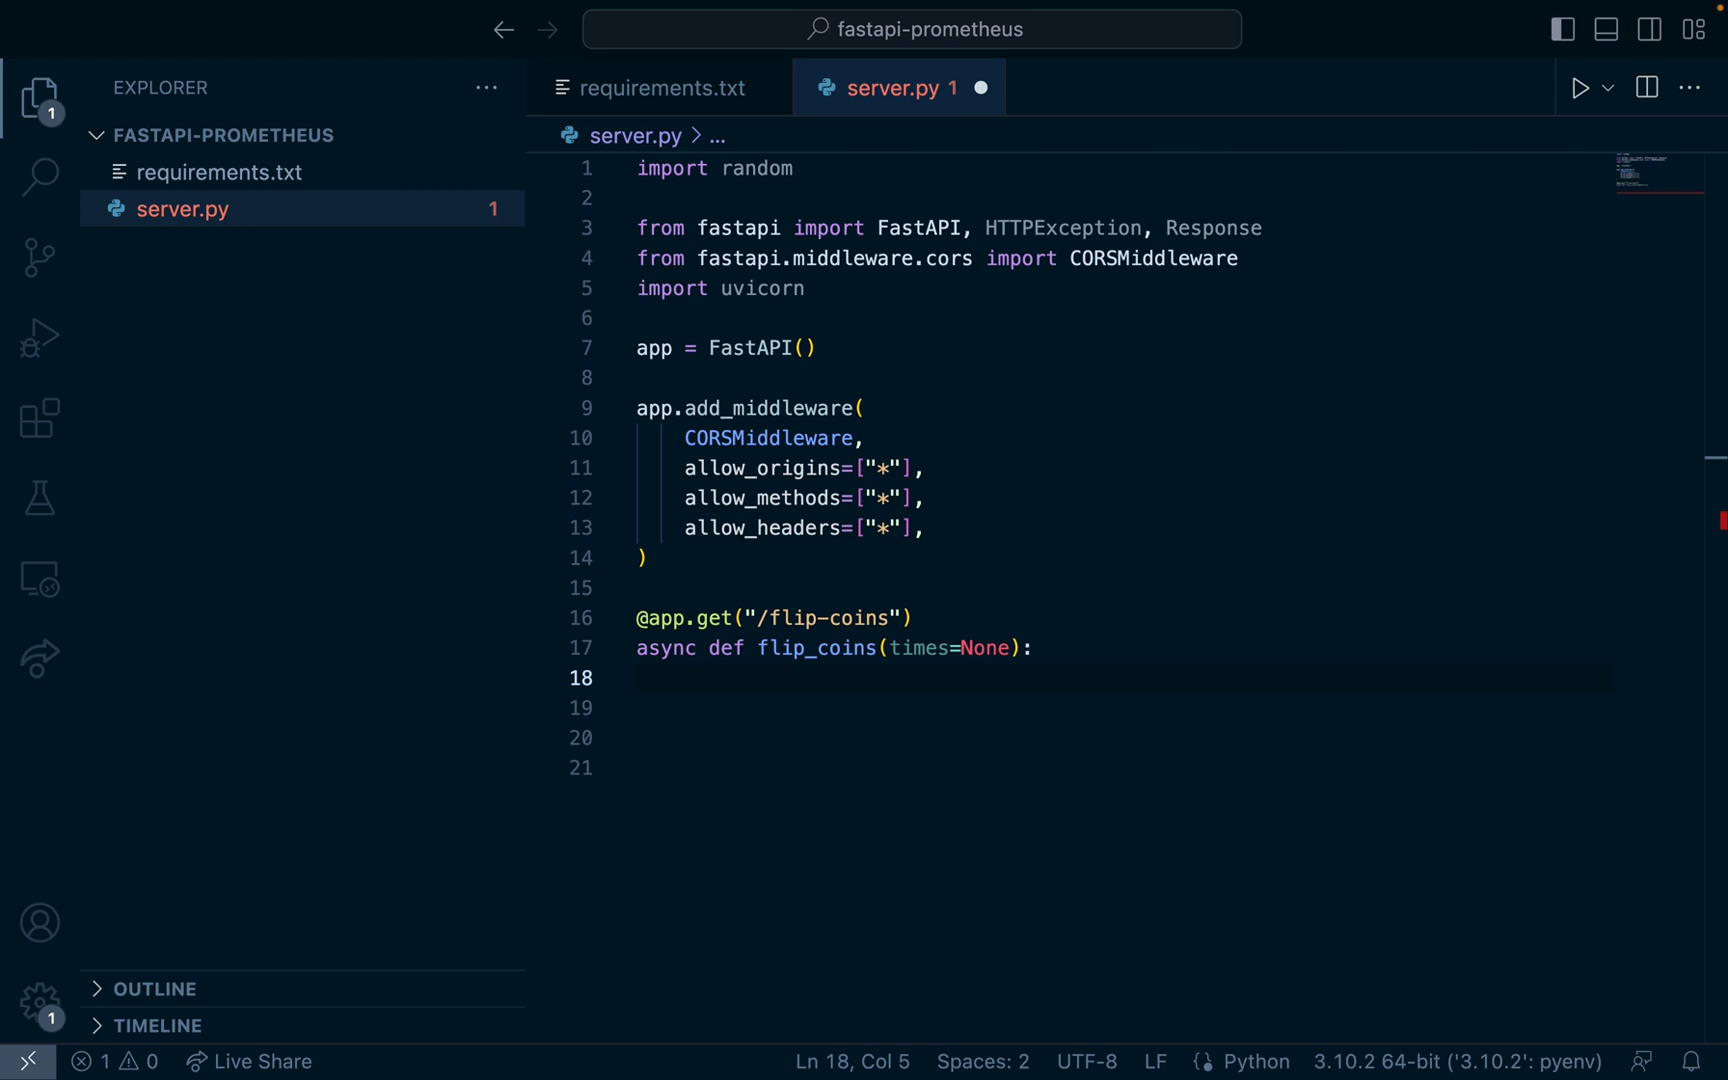 fastapi-prometheus
EXPLORER
requirements.txt
server.py 1
1
FASTAPI-PROMETHEUS
server.py > ...
requirements.txt
server.py 1
1 import random
2
3 from fastapi import FastAPI, HTTPException, Response
4 from fastapi.middleware.cors import CORSMiddleware
5 import uvicorn
6
7 app = FastAPI()
8
9 app.add_middleware(
10 CORSMiddleware,
11 allow_origins=["*"],
12 allow_methods=["*"],
13 allow_headers=["*"],
14 )
15
16 @app.get("/flip-coins")
17 async def flip_coins(times=None):
18
19
20
21
OUTLINE
1
TIMELINE
1 0 Live Share Ln 18, Col 5 Spaces: 2 UTF-8 LF Python 3.10.2 64-bit ('3.10.2': pyenv)